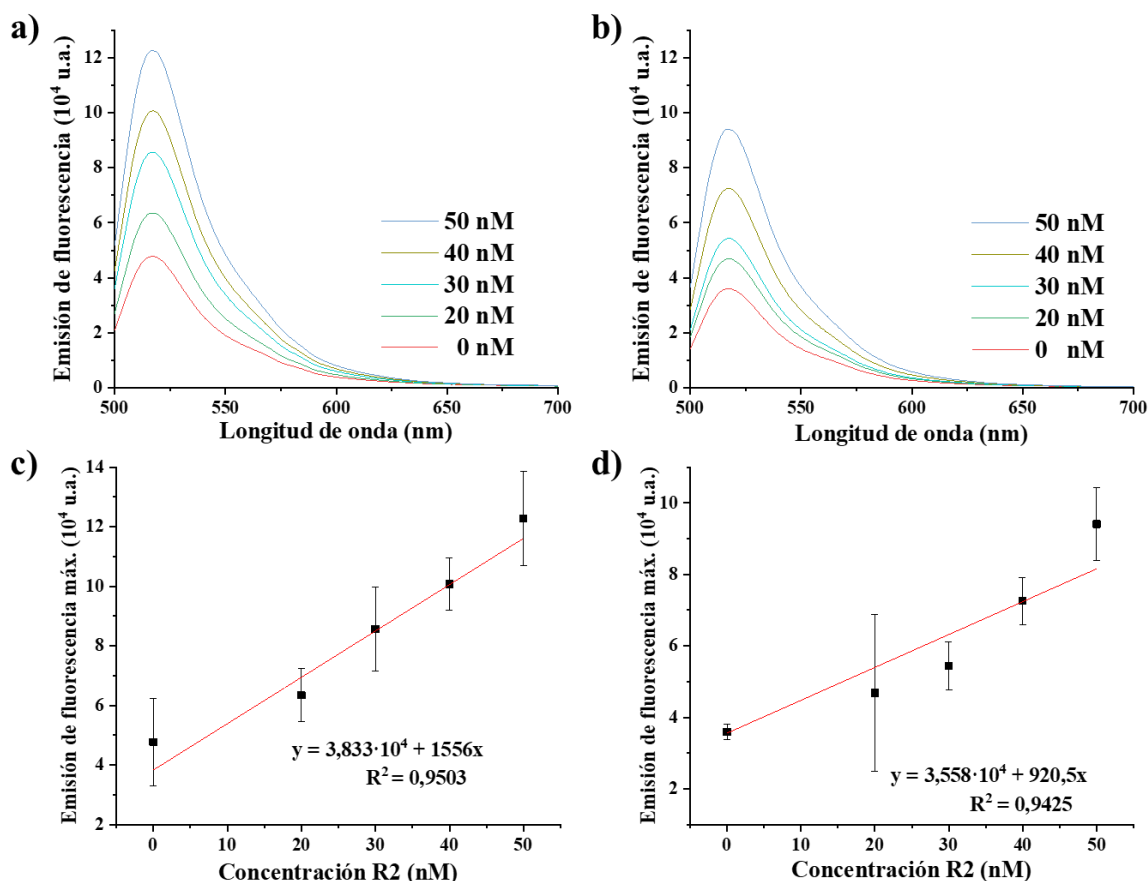 a)
Emisión de fluorescencia (10⁴ u.a.)
12
10
8
6
4
2
0
50 nM
40 nM
30 nM
20 nM
0 nM
500 550 600 650 700
Longitud de onda (nm)
b)
Emisión de fluorescencia (10⁴ u.a.)
12
10
8
6
4
2
0
50 nM
40 nM
30 nM
20 nM
0 nM
500 550 600 650 700
Longitud de onda (nm)
c)
Emisión de fluorescencia máx. (10⁴ u.a.)
14
12
10
8
6
4
2
y = 3,833·10⁴ + 1556x
R² = 0,9503
0 10 20 30 40 50
Concentración R2 (nM)
d)
Emisión de fluorescencia máx. (10⁴ u.a.)
10
8
6
4
2
y = 3,558·10⁴ + 920,5x
R² = 0,9425
0 10 20 30 40 50
Concentración R2 (nM)